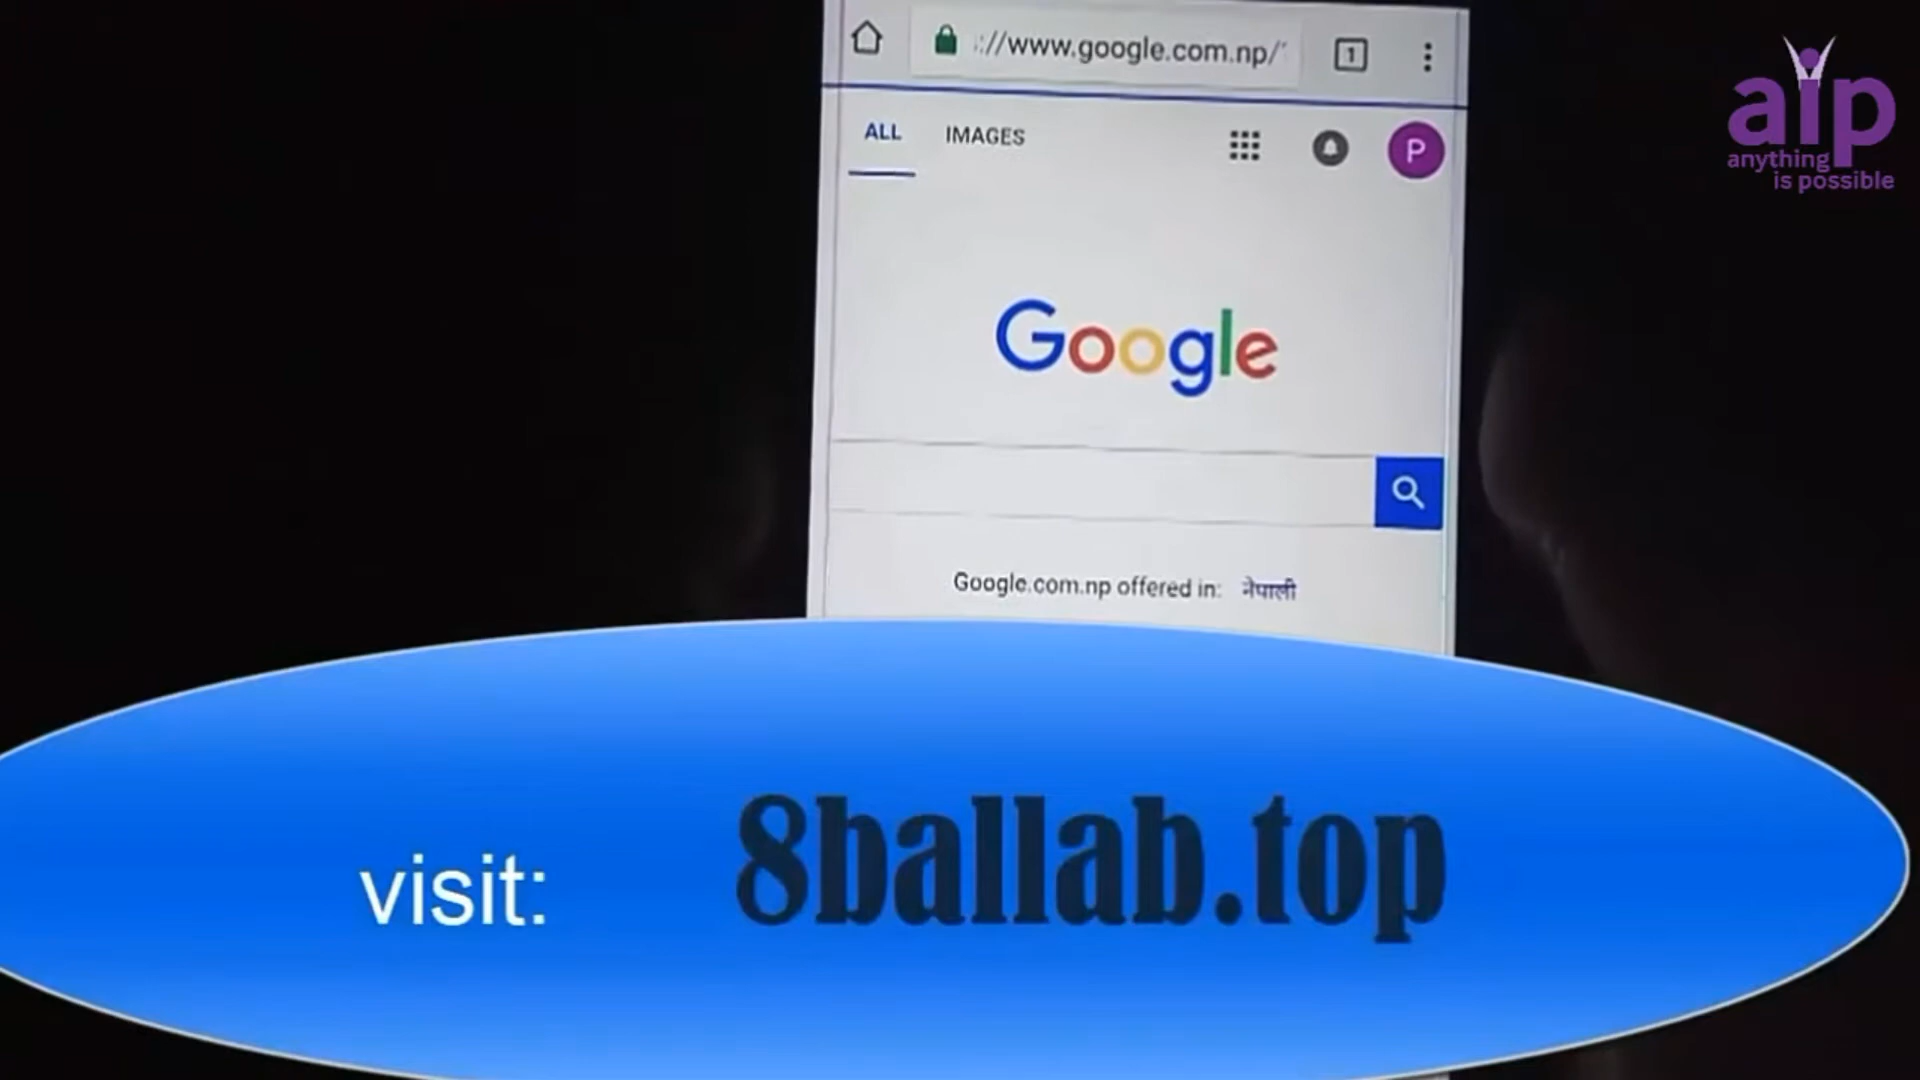 ://www.google.com.np/
1
aip
anything
is possible
ALL IMAGES
P
Google
Google.com.np offered in: नेपाली
visit: 8ballab.top